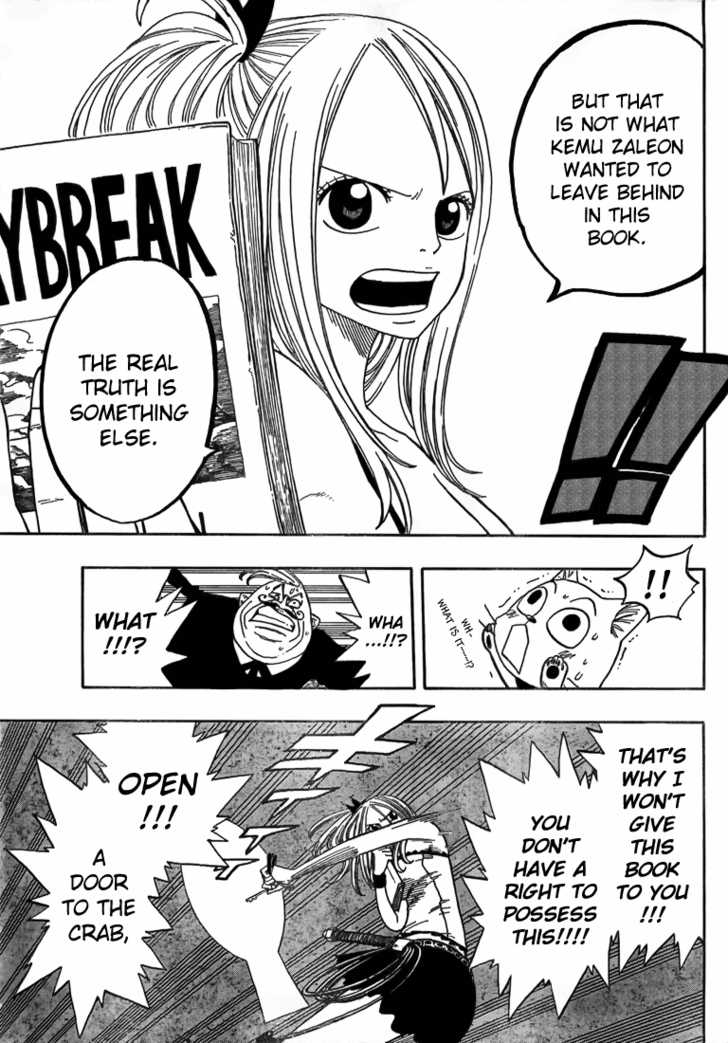 BUT THAT
IS NOT WHAT
KEMU ZALEON
WANTED TO
LEAVE BEHIND
IN THIS
BOOK.
YBREAK
THE REAL
TRUTH IS
SOMETHING
ELSE.
!!
!!
WH-
WHAT IS IT──!?
WHA
...!!?
WHAT
!!!?
THAT'S
WHY I
WON'T
GIVE
THIS
BOOK
TO YOU
!!!
YOU
DON'T
HAVE A
RIGHT TO
POSSESS
THIS!!!!
OPEN
!!!
A
DOOR
TO THE
CRAB,